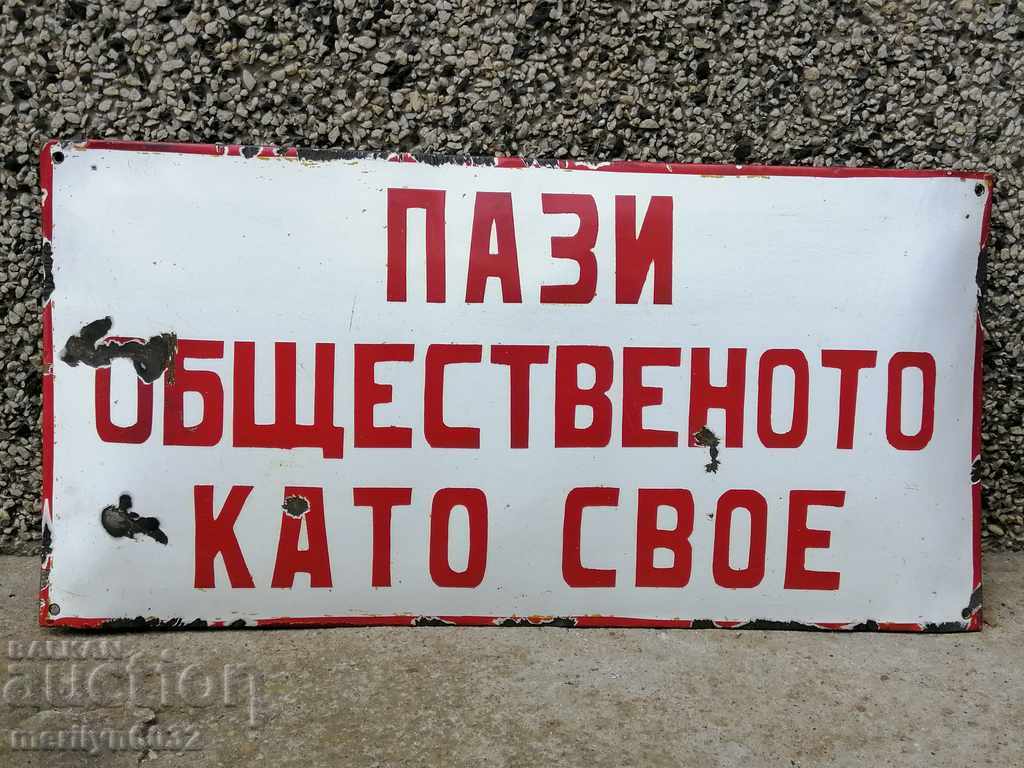 ПАЗИ
ОБЩЕСТВЕНОТО
КАТО СВОЕ
BALKAN
auction
merilyn6032